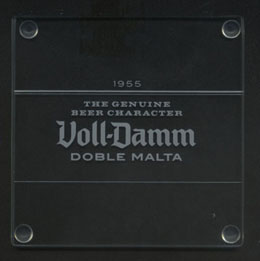 1955
THE GENUINE
BEER CHARACTER
Voll-Damm
DOBLE MALTA